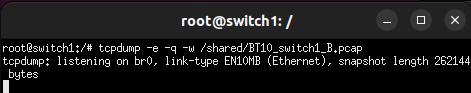 root@switch1: /
root@switch1:/# tcpdump -e -q -w /shared/BT10_switch1_B.pcap
tcpdump: listening on br0, link-type EN10MB (Ethernet), snapshot length 262144
bytes